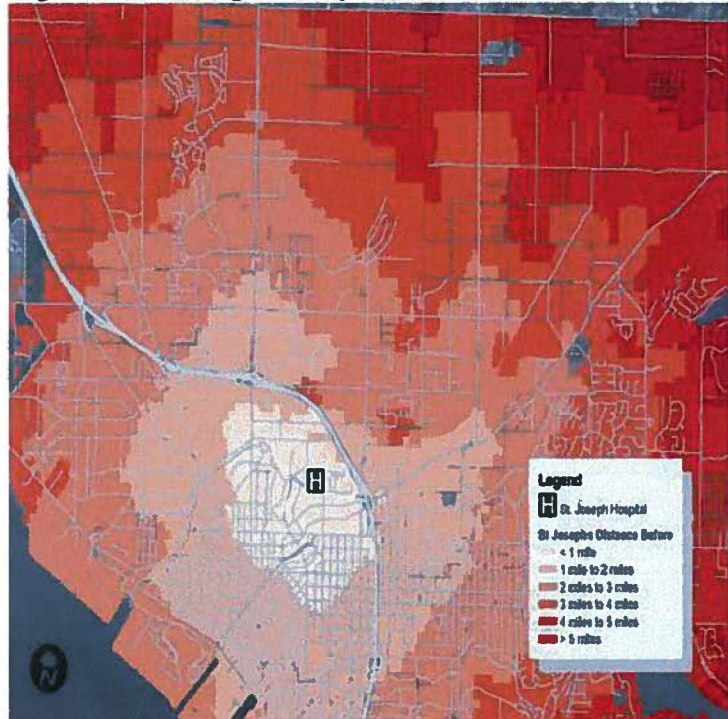 Legend
H St. Joseph Hospital
St Josephs Distance Before
< 1 mile
1 mile to 2 miles
2 miles to 3 miles
3 miles to 4 miles
4 miles to 5 miles
> 5 miles
H
N